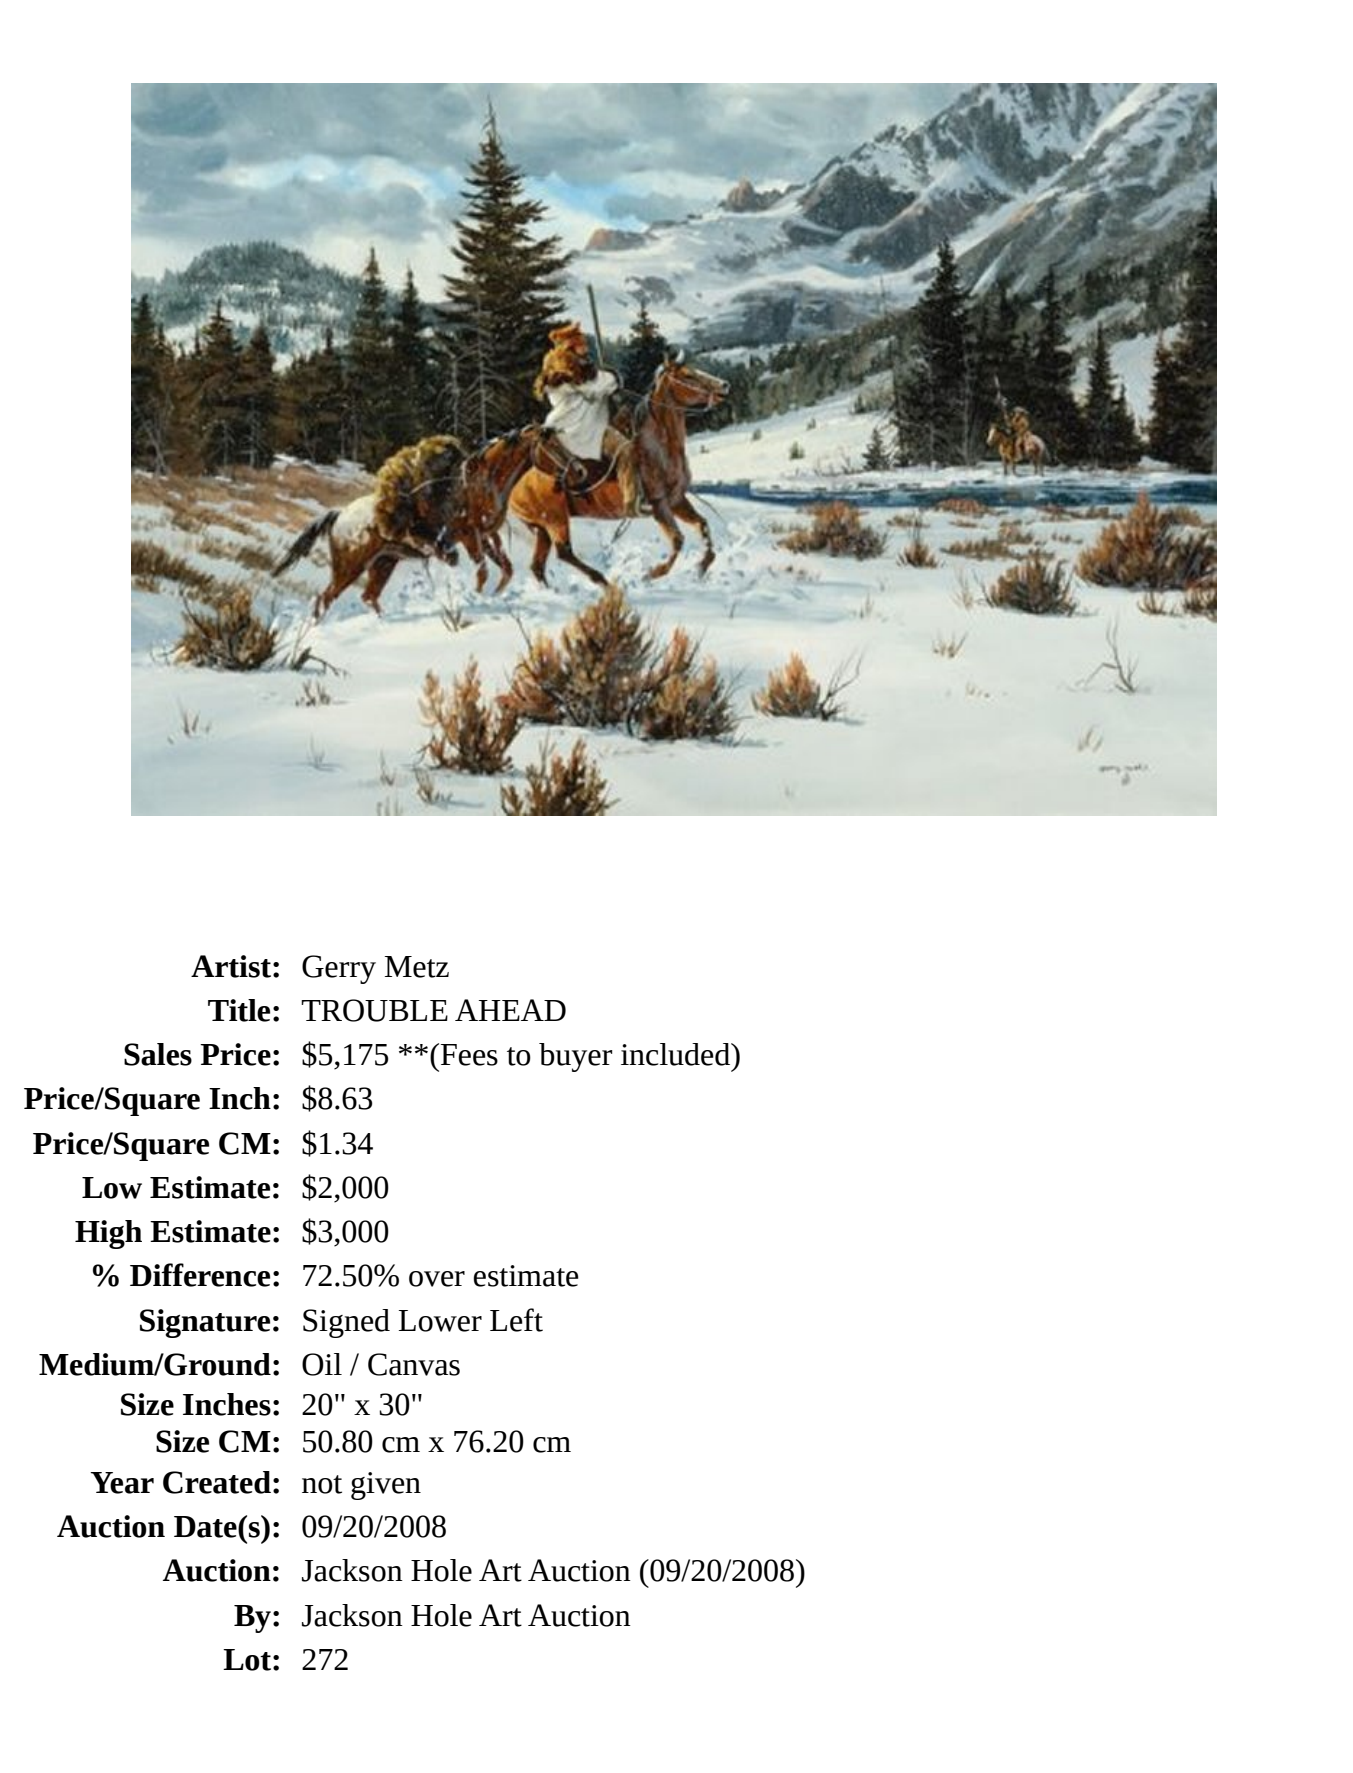 Artist: Gerry Metz
Title: TROUBLE AHEAD
Sales Price: $5,175 **(Fees to buyer included)
Price/Square Inch: $8.63
Price/Square CM: $1.34
Low Estimate: $2,000
High Estimate: $3,000
% Difference: 72.50% over estimate
Signature: Signed Lower Left
Medium/Ground: Oil / Canvas
Size Inches: 20" x 30"
Size CM: 50.80 cm x 76.20 cm
Year Created: not given
Auction Date(s): 09/20/2008
Auction: Jackson Hole Art Auction (09/20/2008)
By: Jackson Hole Art Auction
Lot: 272